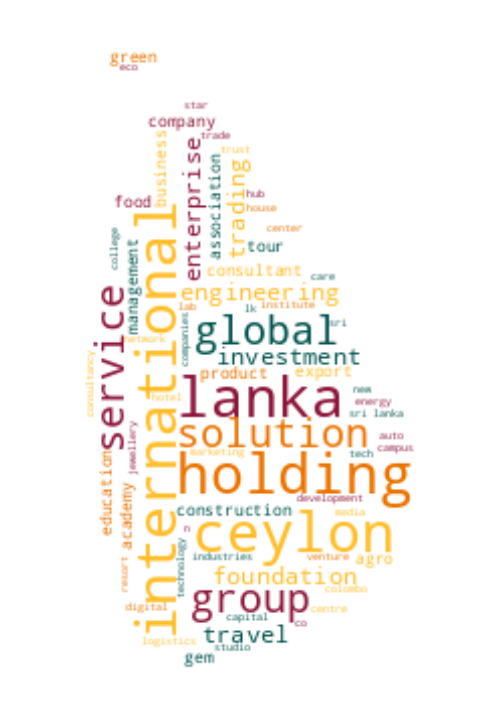 green
eco
star
company
trade
business
enterprise
trust
association
trading
hub
food
house
center
college
tour
management
international
consultant
care
service
engineering
lab
institute
lk
companies
global
sri
network
investment
consultancy
product
export
lanka
new
hotel
energy
sri lanka
solution
jewellery
auto
marketing
campus
tech
education
holding
academy
development
construction
media
n
ceylon
technology
industries
venture
agro
resort
foundation
group
colombo
digital
centre
capital
co
travel
logistics
studio
gem